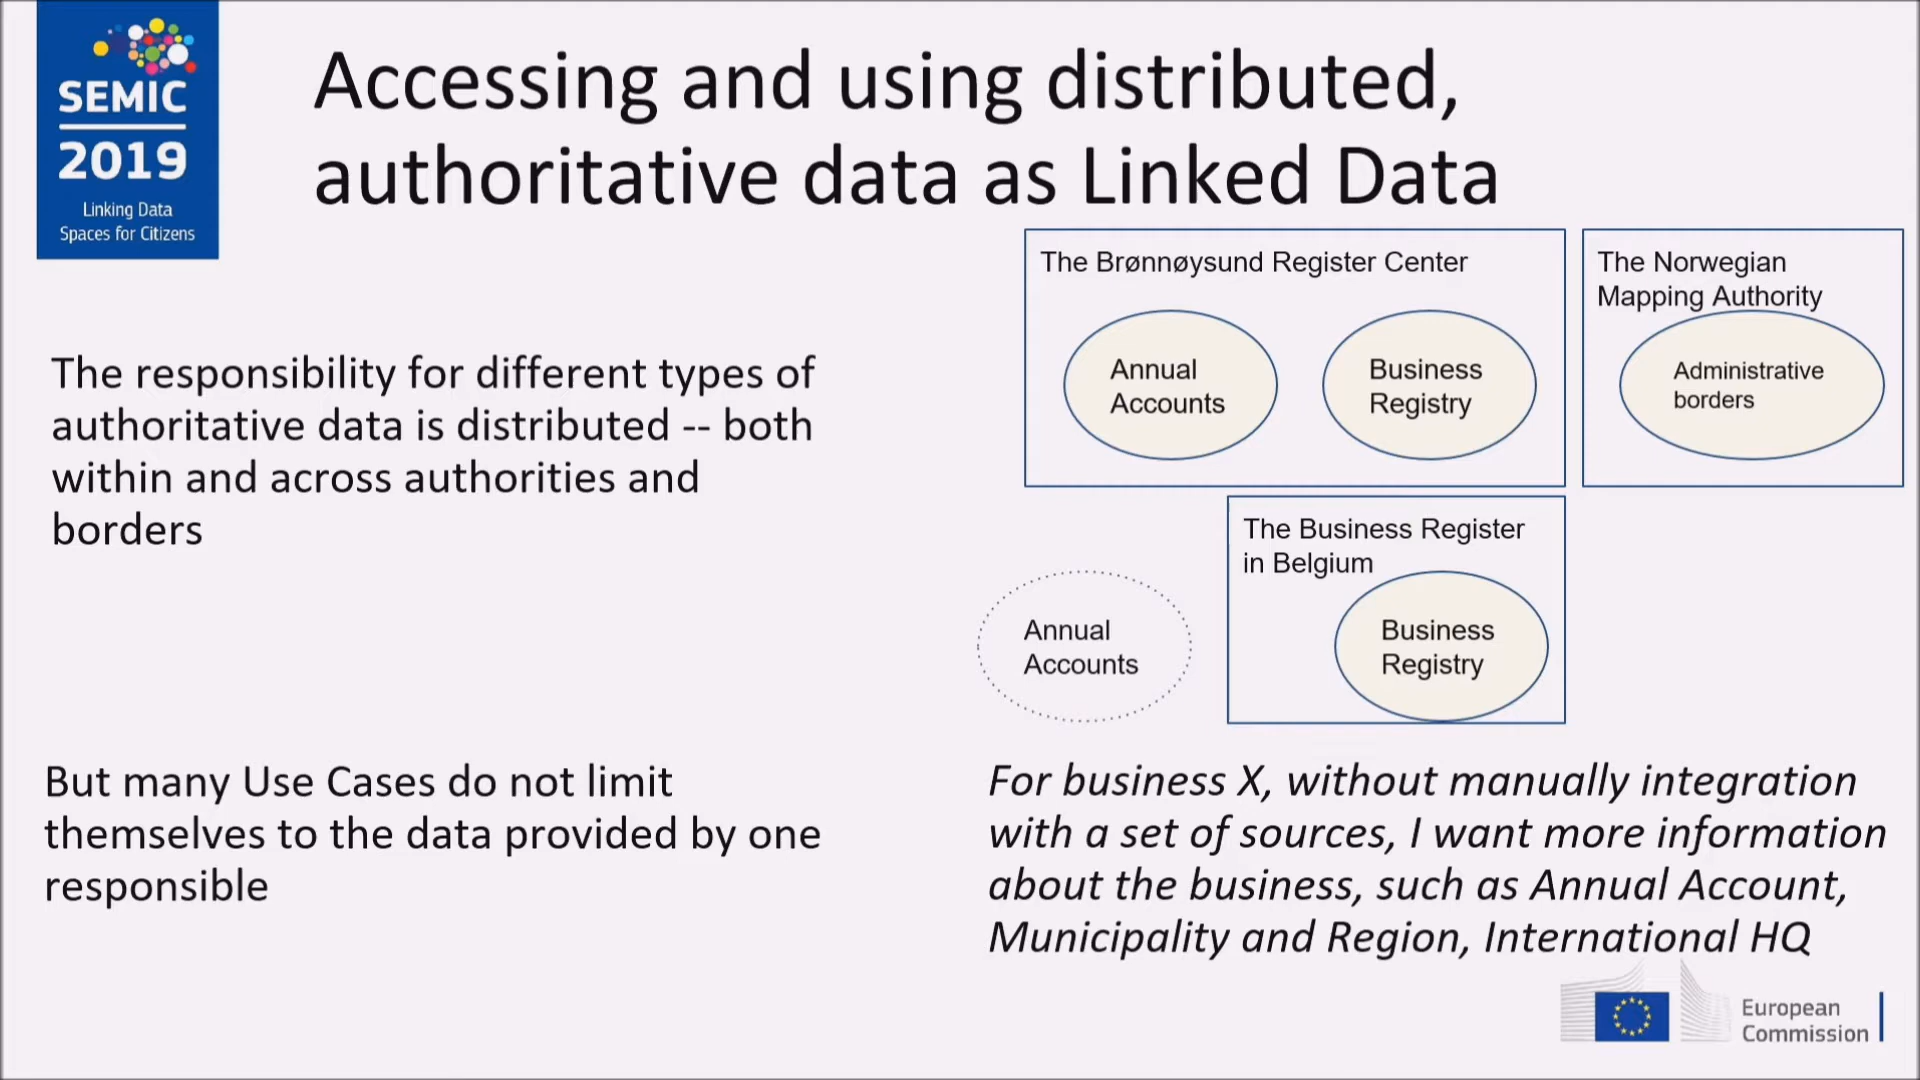 SEMIC
2019
Linking Data
Spaces for Citizens
Accessing and using distributed,
authoritative data as Linked Data
The responsibility for different types of
authoritative data is distributed -- both
within and across authorities and
borders
The Brønnøysund Register Center
Annual
Accounts
Business
Registry
The Norwegian
Mapping Authority
Administrative
borders
The Business Register
in Belgium
Annual
Accounts
Business
Registry
But many Use Cases do not limit
themselves to the data provided by one
responsible
For business X, without manually integration
with a set of sources, I want more information
about the business, such as Annual Account,
Municipality and Region, International HQ
European
Commission